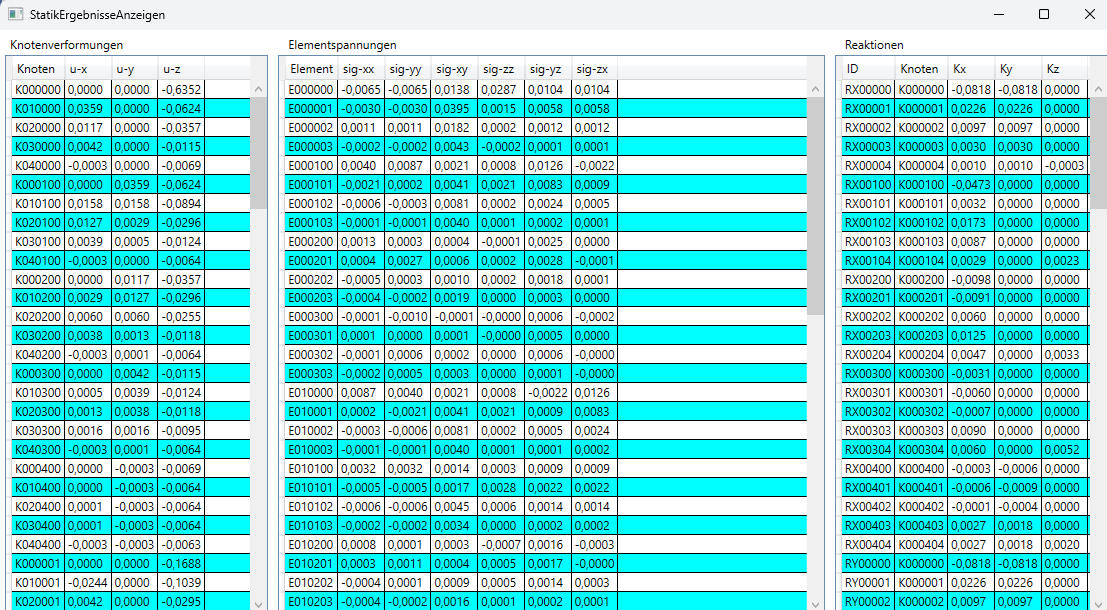 StatikErgebnisseAnzeigen
Knotenverformungen Elementspannungen Reaktionen
Knoten u-x u-y u-z Element sig-xx sig-yy sig-xy sig-zz sig-yz sig-zx ID Knoten Kx Ky Kz
K000000 0,0000 0,0000 -0,6352 E000000 -0,0065 -0,0065 0,0138 0,0287 0,0104 0,0104 RX00000 K000000 -0,0818 -0,0818 0,0000
K010000 0,0359 0,0000 -0,0624 E000001 -0,0030 -0,0030 0,0395 0,0015 0,0058 0,0058 RX00001 K000001 0,0226 0,0226 0,0000
K020000 0,0117 0,0000 -0,0357 E000002 0,0011 0,0011 0,0182 0,0002 0,0012 0,0012 RX00002 K000002 0,0097 0,0097 0,0000
K030000 0,0042 0,0000 -0,0115 E000003 -0,0002 -0,0002 0,0043 -0,0002 0,0001 0,0001 RX00003 K000003 0,0030 0,0030 0,0000
K040000 -0,0003 0,0000 -0,0069 E000100 0,0040 0,0087 0,0021 0,0008 0,0126 -0,0022 RX00004 K000004 0,0010 0,0010 -0,0003
K000100 0,0000 0,0359 -0,0624 E000101 -0,0021 0,0002 0,0041 0,0021 0,0083 0,0009 RX00100 K000100 -0,0473 0,0000 0,0000
K010100 0,0158 0,0158 -0,0894 E000102 -0,0006 -0,0003 0,0081 0,0002 0,0024 0,0005 RX00101 K000101 0,0032 0,0000 0,0000
K020100 0,0127 0,0029 -0,0296 E000103 -0,0001 -0,0001 0,0040 0,0001 0,0002 0,0001 RX00102 K000102 0,0173 0,0000 0,0000
K030100 0,0039 0,0005 -0,0124 E000200 0,0013 0,0003 0,0004 -0,0001 0,0025 0,0000 RX00103 K000103 0,0087 0,0000 0,0000
K040100 -0,0003 0,0000 -0,0064 E000201 0,0004 0,0027 0,0006 0,0002 0,0028 -0,0001 RX00104 K000104 0,0029 0,0000 0,0023
K000200 0,0000 0,0117 -0,0357 E000202 -0,0005 0,0003 0,0010 0,0002 0,0018 0,0001 RX00200 K000200 -0,0098 0,0000 0,0000
K010200 0,0029 0,0127 -0,0296 E000203 -0,0004 -0,0002 0,0019 0,0000 0,0003 0,0000 RX00201 K000201 -0,0091 0,0000 0,0000
K020200 0,0060 0,0060 -0,0255 E000300 -0,0001 -0,0010 -0,0001 -0,0000 0,0006 -0,0002 RX00202 K000202 0,0060 0,0000 0,0000
K030200 0,0038 0,0013 -0,0118 E000301 0,0001 0,0000 0,0001 -0,0000 0,0005 0,0000 RX00203 K000203 0,0125 0,0000 0,0000
K040200 -0,0003 0,0001 -0,0064 E000302 -0,0001 0,0006 0,0002 0,0000 0,0006 -0,0000 RX00204 K000204 0,0047 0,0000 0,0033
K000300 0,0000 0,0042 -0,0115 E000303 -0,0002 0,0005 0,0003 0,0000 0,0001 -0,0000 RX00300 K000300 -0,0031 0,0000 0,0000
K010300 0,0005 0,0039 -0,0124 E010000 0,0087 0,0040 0,0021 0,0008 -0,0022 0,0126 RX00301 K000301 -0,0060 0,0000 0,0000
K020300 0,0013 0,0038 -0,0118 E010001 0,0002 -0,0021 0,0041 0,0021 0,0009 0,0083 RX00302 K000302 -0,0007 0,0000 0,0000
K030300 0,0016 0,0016 -0,0095 E010002 -0,0003 -0,0006 0,0081 0,0002 0,0005 0,0024 RX00303 K000303 0,0090 0,0000 0,0000
K040300 -0,0003 0,0001 -0,0064 E010003 -0,0001 -0,0001 0,0040 0,0001 0,0001 0,0002 RX00304 K000304 0,0060 0,0000 0,0052
K000400 0,0000 -0,0003 -0,0069 E010100 0,0032 0,0032 0,0014 0,0003 0,0009 0,0009 RX00400 K000400 -0,0003 -0,0006 0,0000
K010400 0,0000 -0,0003 -0,0064 E010101 -0,0005 -0,0005 0,0017 0,0028 0,0022 0,0022 RX00401 K000401 -0,0006 -0,0009 0,0000
K020400 0,0001 -0,0003 -0,0064 E010102 -0,0006 -0,0006 0,0045 0,0006 0,0014 0,0014 RX00402 K000402 -0,0001 -0,0004 0,0000
K030400 0,0001 -0,0003 -0,0064 E010103 -0,0002 -0,0002 0,0034 0,0000 0,0002 0,0002 RX00403 K000403 0,0027 0,0018 0,0000
K040400 -0,0003 -0,0003 -0,0063 E010200 0,0008 0,0001 0,0003 -0,0007 0,0016 -0,0003 RX00404 K000404 0,0027 0,0018 0,0020
K000001 0,0000 0,0000 -0,1688 E010201 0,0003 0,0011 0,0004 0,0005 0,0017 -0,0000 RY00000 K000000 -0,0818 -0,0818 0,0000
K010001 -0,0244 0,0000 -0,1039 E010202 -0,0004 0,0001 0,0009 0,0005 0,0014 0,0003 RY00001 K000001 0,0226 0,0226 0,0000
K020001 0,0042 0,0000 -0,0295 E010203 -0,0004 -0,0002 0,0016 0,0001 0,0002 0,0001 RY00002 K000002 0,0097 0,0097 0,0000